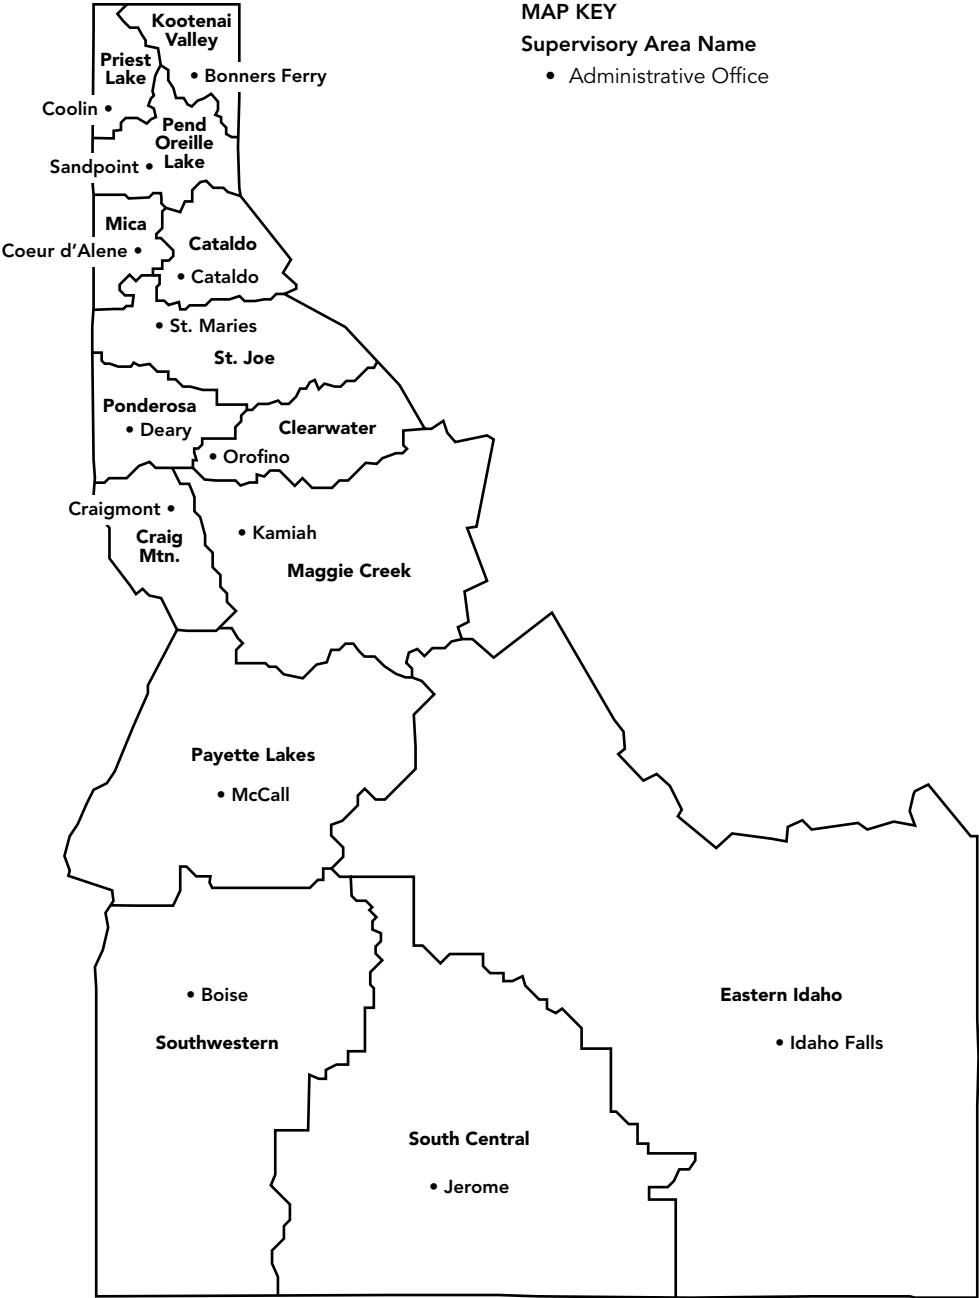 MAP KEY
Supervisory Area Name
• Administrative Office
Kootenai
Valley
Priest
Lake
• Bonners Ferry
Coolin •
Pend
Oreille
Lake
Sandpoint •
Mica
Coeur d’Alene •
Cataldo
• Cataldo
• St. Maries
St. Joe
Ponderosa
• Deary
Clearwater
• Orofino
Craigmont •
Craig
Mtn.
• Kamiah
Maggie Creek
Payette Lakes
• McCall
• Boise
Southwestern
Eastern Idaho
• Idaho Falls
South Central
• Jerome